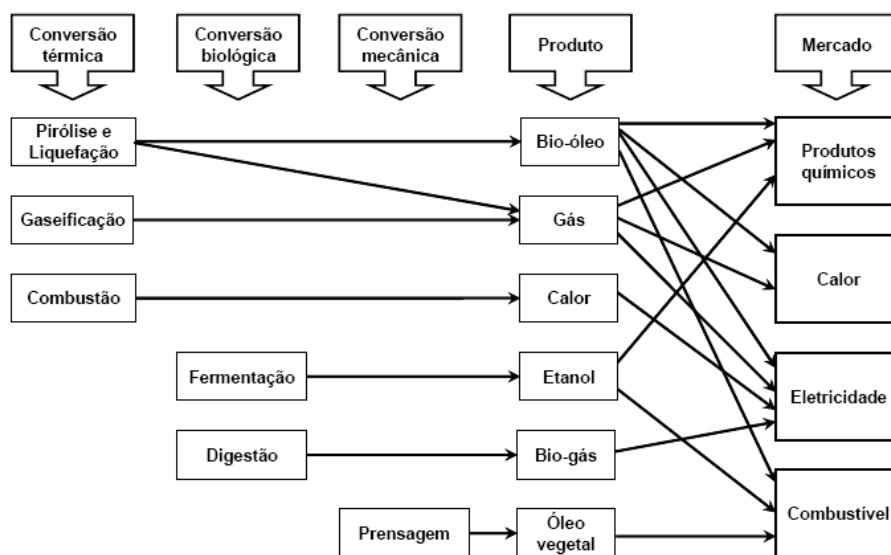 Conversão
térmica
Conversão
biológica
Conversão
mecânica
Produto
Mercado
Pirólise e
Liquefação
Bio-óleo
Produtos
químicos
Gaseificação
Gás
Calor
Combustão
Calor
Fermentação
Etanol
Eletricidade
Digestão
Bio-gás
Combustível
Prensagem
Óleo
vegetal